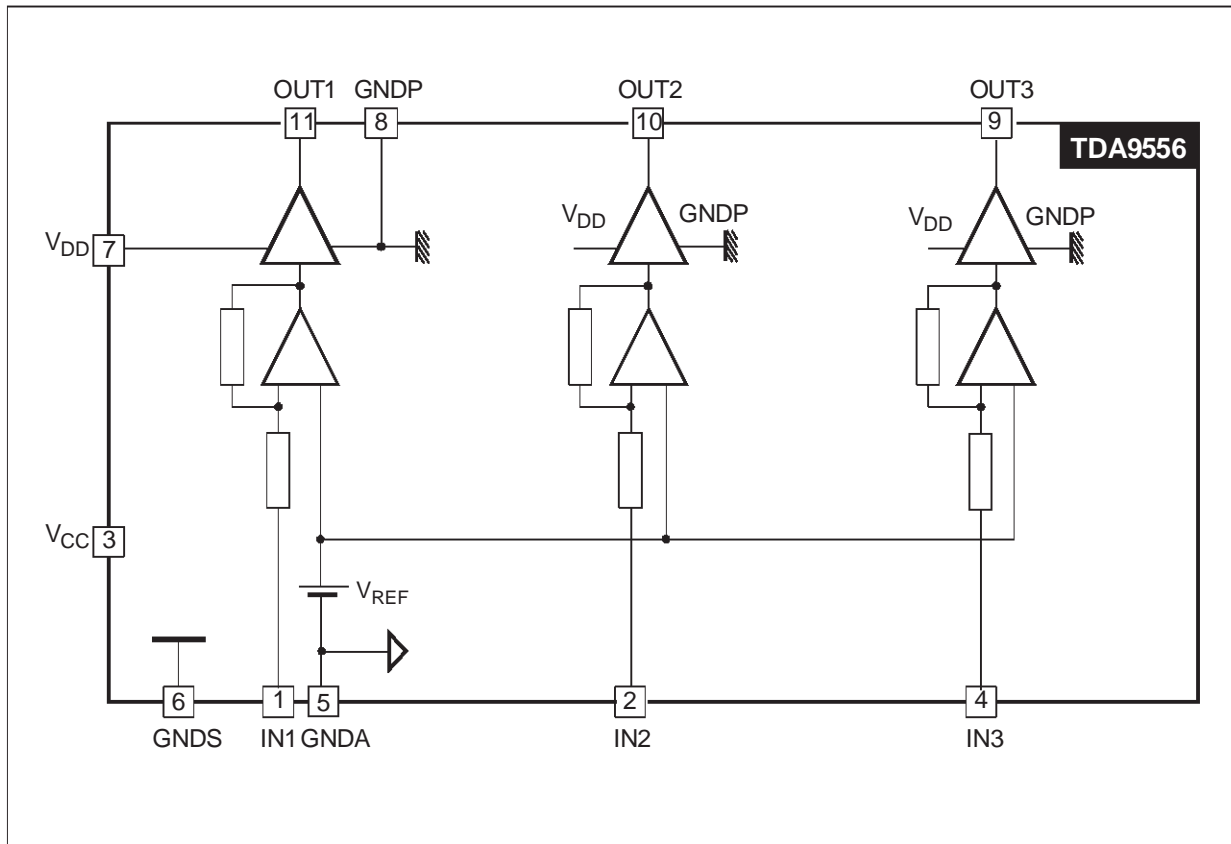 OUT1 GNDP OUT2 OUT3
11 8 10 9
TDA9556
VDD GNDP VDD GNDP
VDD 7
VCC 3
VREF
6 1 5 2 4
GNDS IN1 GNDA IN2 IN3